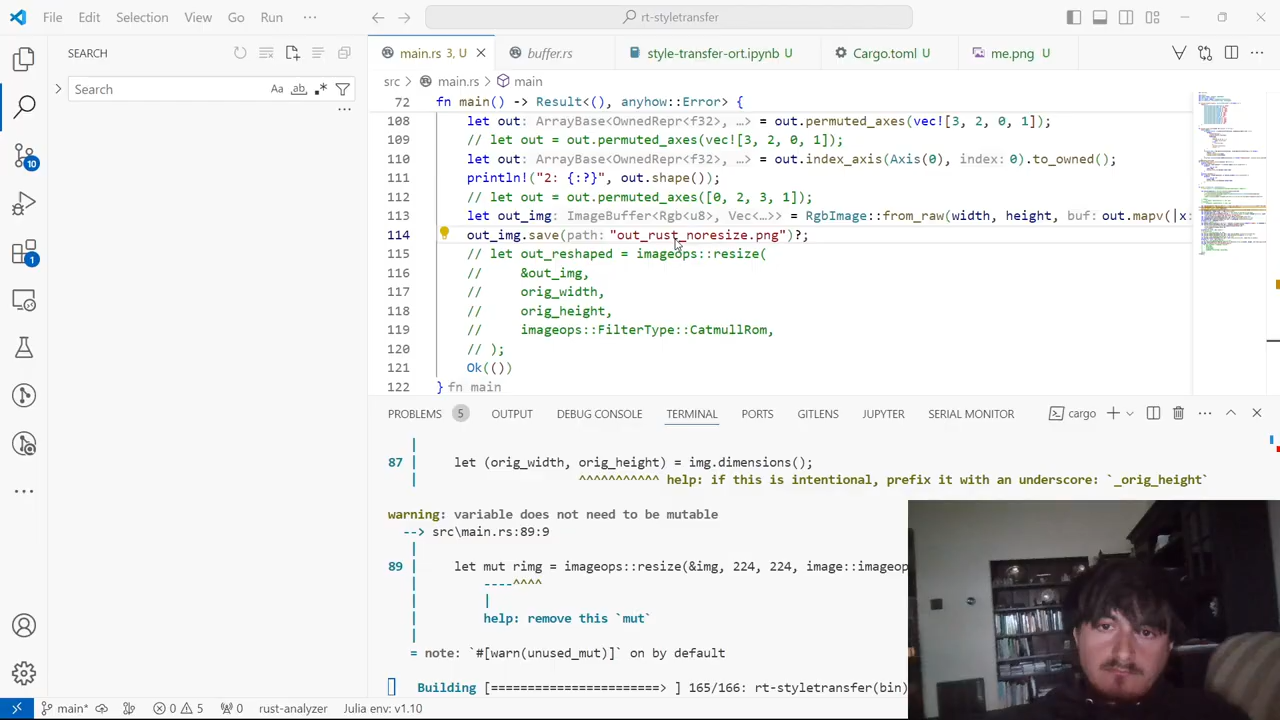 File Edit Selection View Go Run ··· rt-styletransfer
SEARCH
Search Aa ab
main.rs 3, U buffer.rs style-transfer-ort.ipynb U Cargo.toml U me.png U
src main.rs main
72 fn main() -> Result<(), anyhow::Error> {
108 let out: ArrayBase<OwnedRepr<f32>, …> = out.permuted_axes(vec![3, 2, 0, 1]);
109 // let out = out.permuted_axes(vec![3, 2, 0, 1]);
110 let out: ArrayBase<OwnedRepr<f32>, …> = out.index_axis(Axis(0) index: 0).to_owned();
111 println!("2: {:?}", out.shape());
112 // let out = out.permuted_axes([0, 2, 3, 1]);
113 let out_img: ImageBuffer<Rgb<u8>, Vec<…>> = RgbImage::from_raw(width, height, buf: out.mapv(|x:
114 path: resize
115 // let out_reshaped = imageops::resize(
116 // &out_img,
117 // orig_width,
118 // orig_height,
119 // imageops::FilterType::CatmullRom,
120 // );
121 Ok(())
122 } fn main
PROBLEMS 5 OUTPUT DEBUG CONSOLE TERMINAL PORTS GITLENS JUPYTER SERIAL MONITOR cargo
|
87 | let (orig_width, orig_height) = img.dimensions();
| ^^^^^^^^^^^ help: if this is intentional, prefix it with an underscore: `_orig_height`
warning: variable does not need to be mutable
--> src\main.rs:89:9
|
89 | let mut rimg = imageops::resize(&img, 224, 224, image::imageop
| ----^^^^
| |
| help: remove this `mut`
|
= note: `#[warn(unused_mut)]` on by default
Building [=======================> ] 165/166: rt-styletransfer(bin)
10
1
main* 0 5 0 rust-analyzer Julia env: v1.10